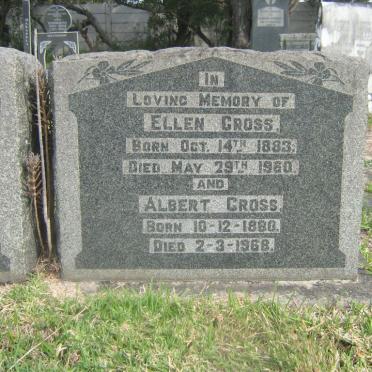 IN
LOVING MEMORY OF
ELLEN CROSS.
BORN OCT. 14TH 1883.
DIED MAY 29TH 1960.
AND
ALBERT CROSS.
BORN 10-12-1880.
DIED 2-3-1968.